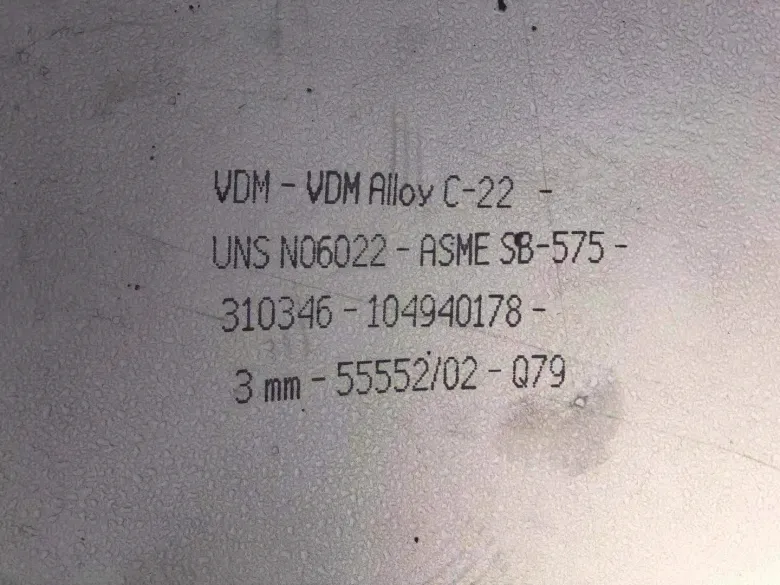 VDM - VDM Alloy C-22 -
UNS N06022 - ASME SB-575 -
310346 - 104940178 -
3 mm - 55552/02 - Q79